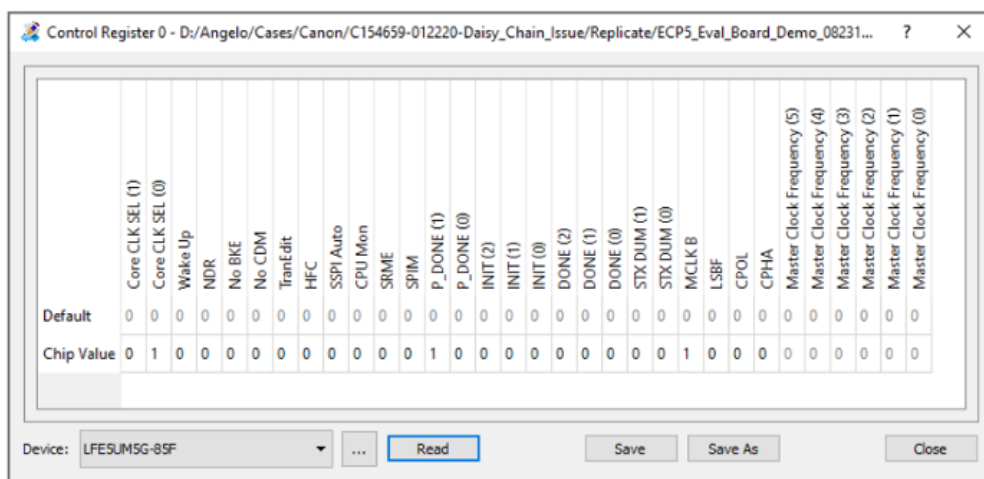 Control Register 0 - D:/Angelo/Cases/Canon/C154659-012220-Daisy_Chain_Issue/Replicate/ECP5_Eval_Board_Demo_08231... ? ×
Core CLK SEL (1)
Core CLK SEL (0)
Wake Up
NDR
No BKE
No CDM
TranEdit
HFC
SSPI Auto
CPU Mon
SRME
SPIM
P_DONE (1)
P_DONE (0)
INIT (2)
INIT (1)
INIT (0)
DONE (2)
DONE (1)
DONE (0)
STX DUM (1)
STX DUM (0)
MCLK B
LSBF
CPOL
CPHA
Master Clock Frequency (5)
Master Clock Frequency (4)
Master Clock Frequency (3)
Master Clock Frequency (2)
Master Clock Frequency (1)
Master Clock Frequency (0)
Default 0 0 0 0 0 0 0 0 0 0 0 0 0 0 0 0 0 0 0 0 0 0 0 0 0 0 0 0 0 0 0 0
Chip Value 0 1 0 0 0 0 0 0 0 0 0 0 1 0 0 0 0 0 0 0 0 0 1 0 0 0 0 0 0 0 0 0
Device: LFE5UM5G-85F ... Read Save Save As Close